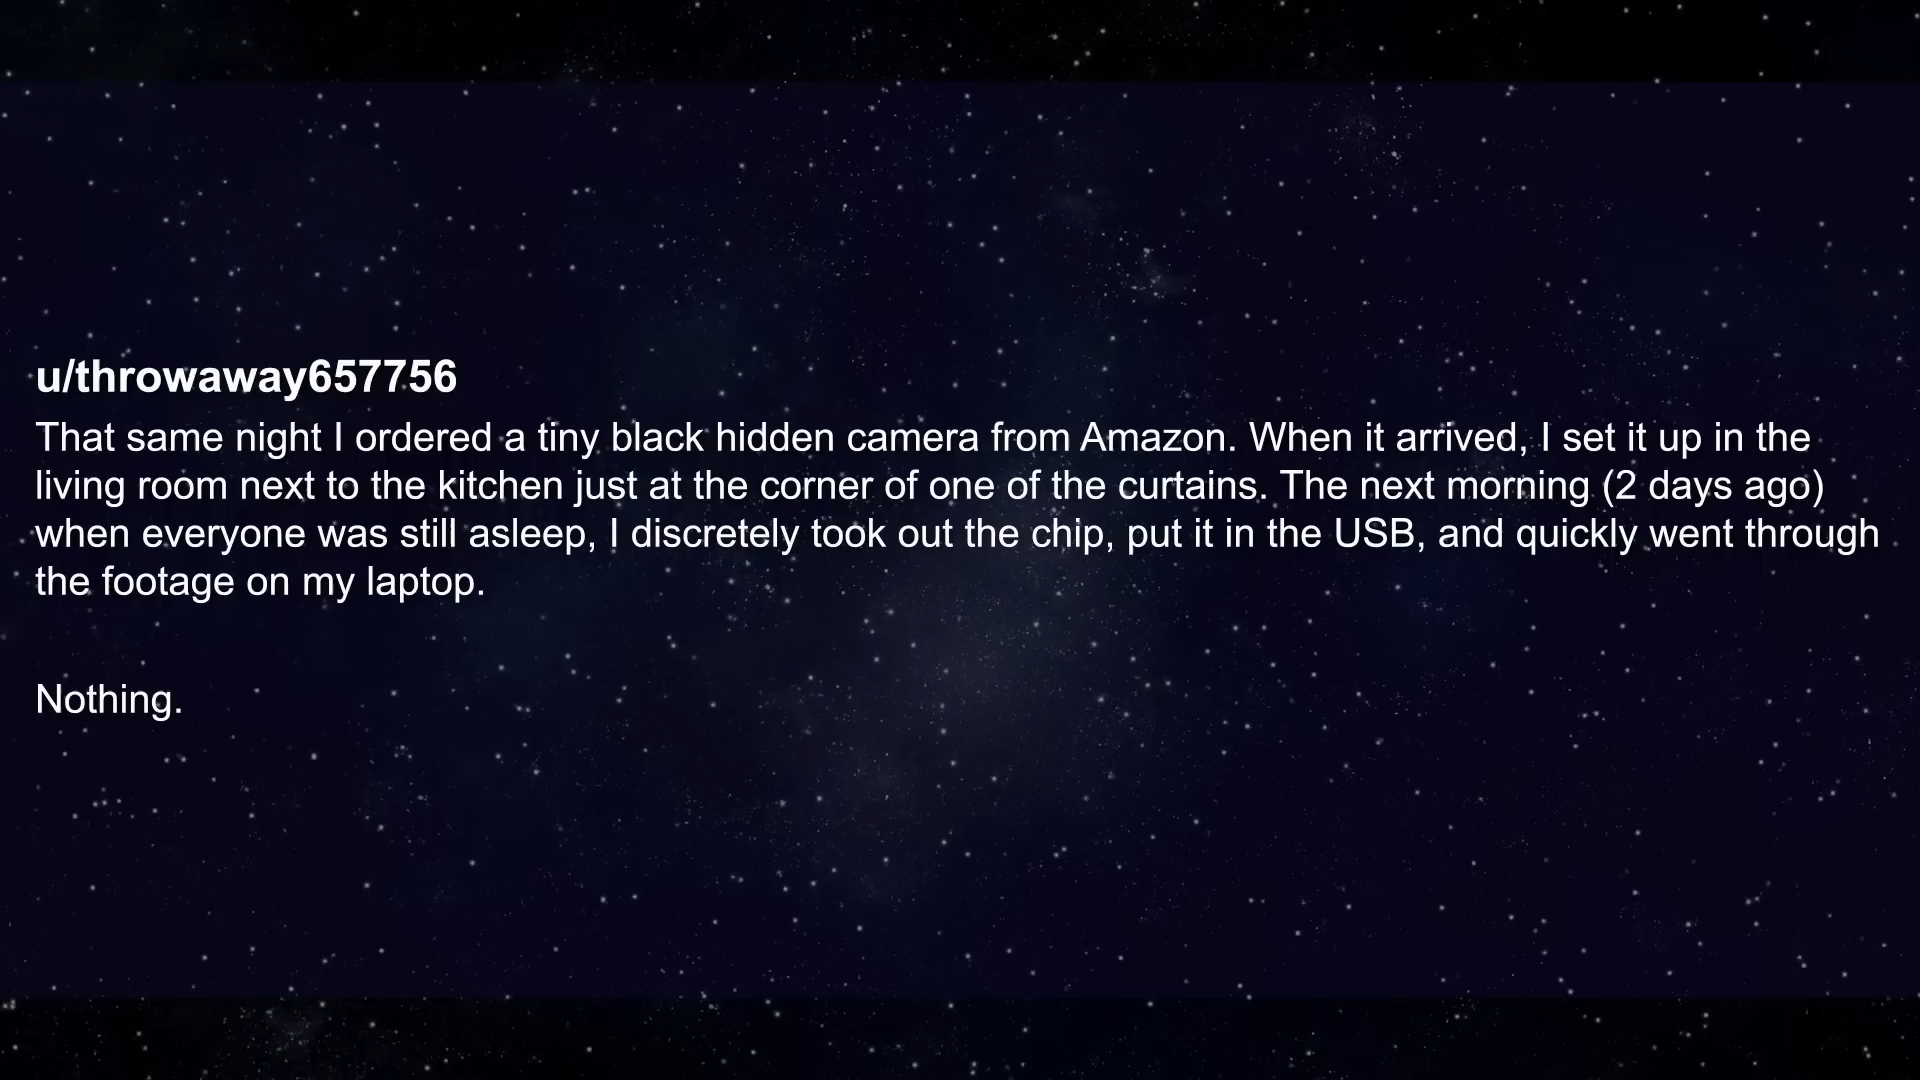 u/throwaway657756
That same night I ordered a tiny black hidden camera from Amazon. When it arrived, I set it up in the
living room next to the kitchen just at the corner of one of the curtains. The next morning (2 days ago)
when everyone was still asleep, I discretely took out the chip, put it in the USB, and quickly went through
the footage on my laptop.
Nothing.